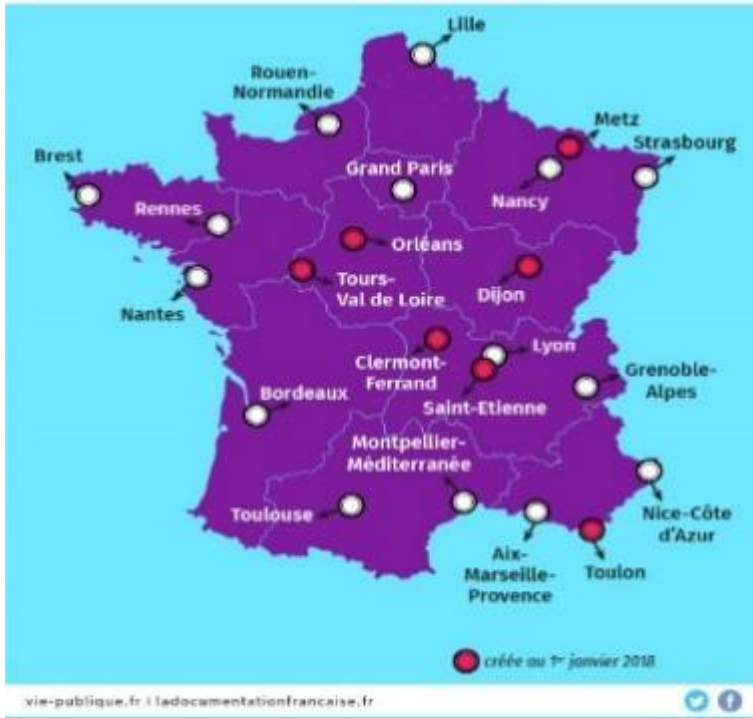 Lille
Rouen-
Normandie
Metz
Strasbourg
Brest
Grand Paris
Nancy
Rennes
Orléans
Tours-
Val de Loire
Dijon
Nantes
Clermont-
Ferrand
Lyon
Grenoble-
Alpes
Bordeaux
Saint-Etienne
Montpellier-
Méditerranée
Toulouse
Nice-Côte
d'Azur
Aix-
Marseille-
Provence
Toulon
créée au 1er janvier 2018
vie-publique.fr I ladocumentationfrancaise.fr